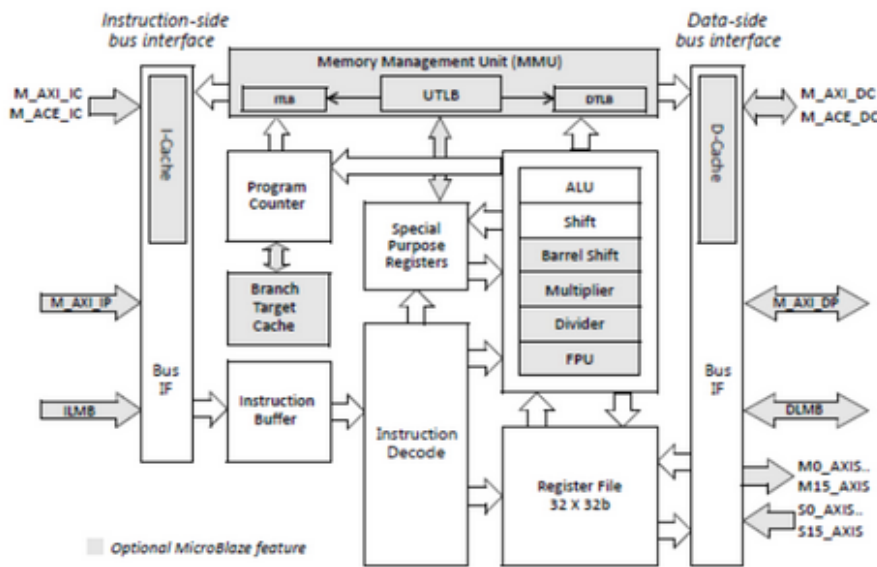 Instruction-side
bus interface
Data-side
bus interface
Memory Management Unit (MMU)
ITLB
UTLB
DTLB
M_AXI_IC
M_ACE_IC
I-Cache
M_AXI_DC
M_ACE_DC
D-Cache
Program
Counter
ALU
Shift
Barrel Shift
Multiplier
Divider
FPU
Special
Purpose
Registers
Branch
Target
Cache
M_AXI_IP
M_AXI_DP
Bus
IF
Bus
IF
ILMB
DLMB
Instruction
Buffer
Instruction
Decode
Register File
32 X 32b
M0_AXIS..
M15_AXIS
S0_AXIS..
S15_AXIS
Optional MicroBlaze feature